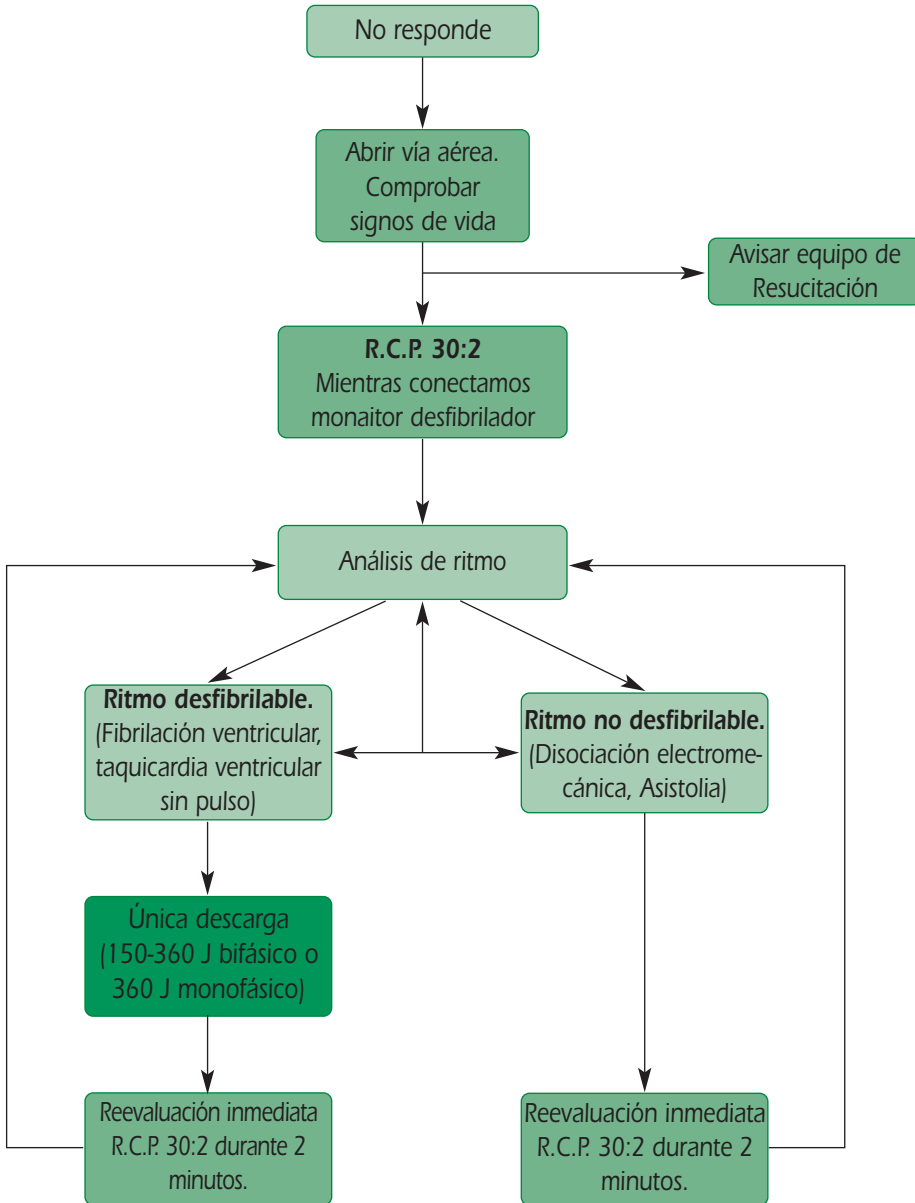 No responde
Abrir vía aérea.
Comprobar
signos de vida
Avisar equipo de
Resucitación
R.C.P. 30:2
Mientras conectamos
monaitor desfibrilador
Análisis de ritmo
Ritmo desfibrilable.
(Fibrilación ventricular,
taquicardia ventricular
sin pulso)
Ritmo no desfibrilable.
(Disociación electrome-
cánica, Asistolia)
Única descarga
(150-360 J bifásico o
360 J monofásico)
Reevaluación inmediata
R.C.P. 30:2 durante 2
minutos.
Reevaluación inmediata
R.C.P. 30:2 durante 2
minutos.